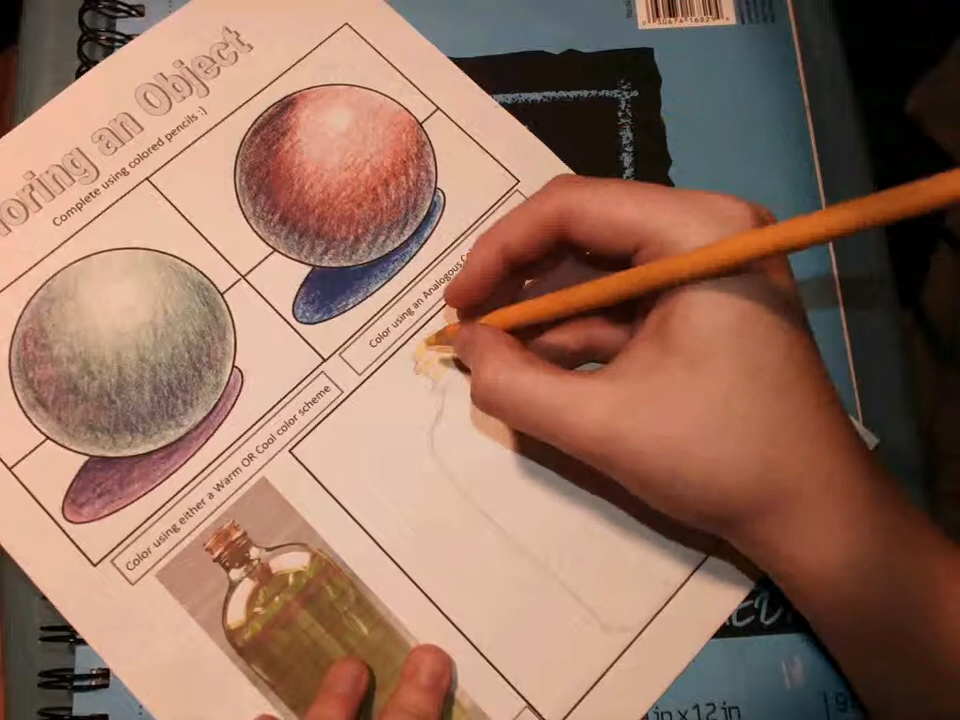 oring an Object
Complete using colored pencils :)
Color using an Analogous
Color using either a Warm OR Cool color scheme
in x 12 in